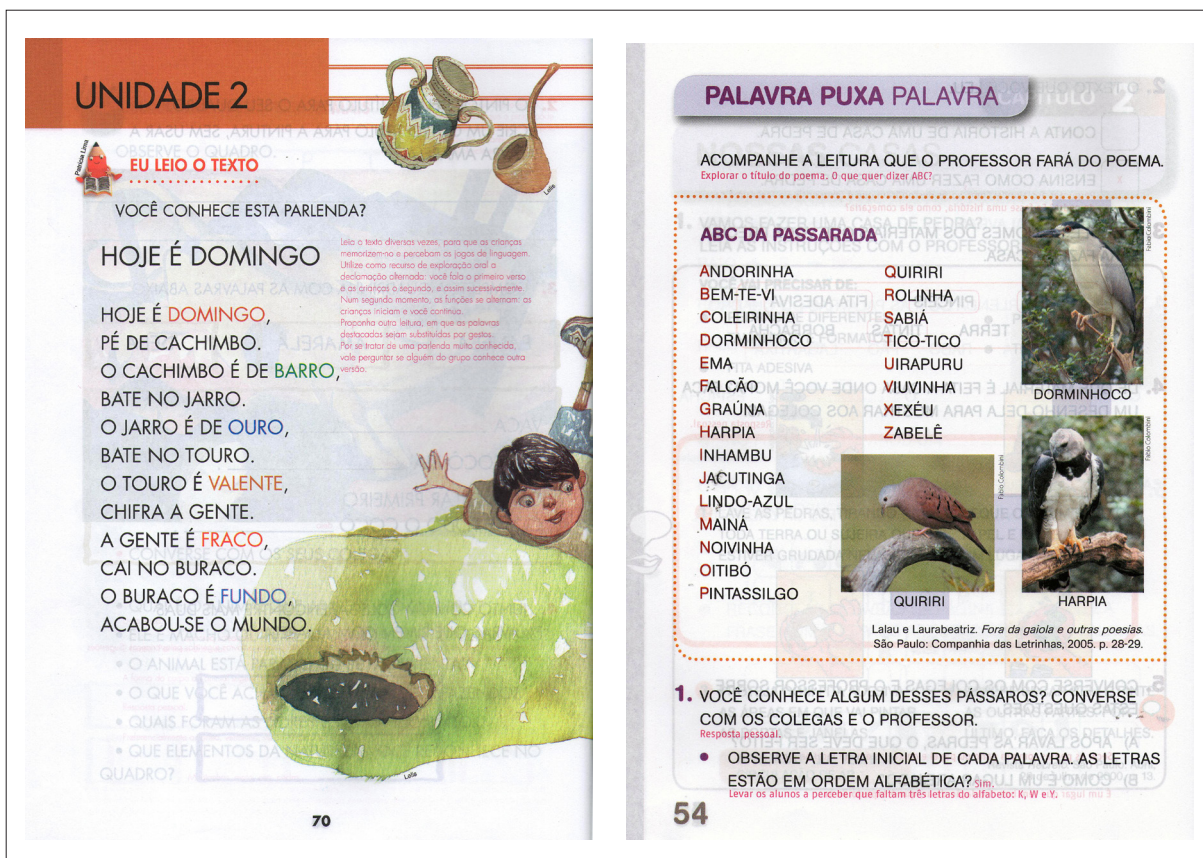 UNIDADE 2
Patrícia Lima
EU LEIO O TEXTO
Lelis
VOCÊ CONHECE ESTA PARLENDA?
HOJE É DOMINGO
Leia o texto diversas vezes, para que as crianças
memorizem-no e percebam os jogos de linguagem.
Utilize como recurso de exploração oral a
declamação alternada: você fala o primeiro verso
e as crianças o segundo, e assim sucessivamente.
Num segundo momento, as funções se alternam: as
crianças iniciam e você continua.
Proponha outra leitura, em que as palavras
destacadas sejam substituídas por gestos.
Por se tratar de uma parlenda muito conhecida,
vale perguntar se alguém do grupo conhece outra
versão.
HOJE É DOMINGO,
PÉ DE CACHIMBO.
O CACHIMBO É DE BARRO,
BATE NO JARRO.
O JARRO É DE OURO,
BATE NO TOURO.
O TOURO É VALENTE,
CHIFRA A GENTE.
A GENTE É FRACO,
CAI NO BURACO.
O BURACO É FUNDO,
ACABOU-SE O MUNDO.
Lelis
70
PALAVRA PUXA PALAVRA
ACOMPANHE A LEITURA QUE O PROFESSOR FARÁ DO POEMA.
Explorar o título do poema. O que quer dizer ABC?
ABC DA PASSARADA
ANDORINHA
BEM-TE-VI
COLEIRINHA
DORMINHOCO
EMA
FALCÃO
GRAÚNA
HARPIA
INHAMBU
JACUTINGA
LINDO-AZUL
MAINÁ
NOIVINHA
OITIBÓ
PINTASSILGO
QUIRIRI
ROLINHA
SABIÁ
TICO-TICO
UIRAPURU
VIUVINHA
XEXÉU
ZABELÊ
Fabio Colombini
DORMINHOCO
Fabio Colombini
QUIRIRI
Fabio Colombini
HARPIA
Lalau e Laurabeatriz. Fora da gaiola e outras poesias.
São Paulo: Companhia das Letrinhas, 2005. p. 28-29.
1. VOCÊ CONHECE ALGUM DESSES PÁSSAROS? CONVERSE
COM OS COLEGAS E O PROFESSOR.
Resposta pessoal.
• OBSERVE A LETRA INICIAL DE CADA PALAVRA. AS LETRAS
ESTÃO EM ORDEM ALFABÉTICA? Sim.
Levar os alunos a perceber que faltam três letras do alfabeto: K, W e Y.
54